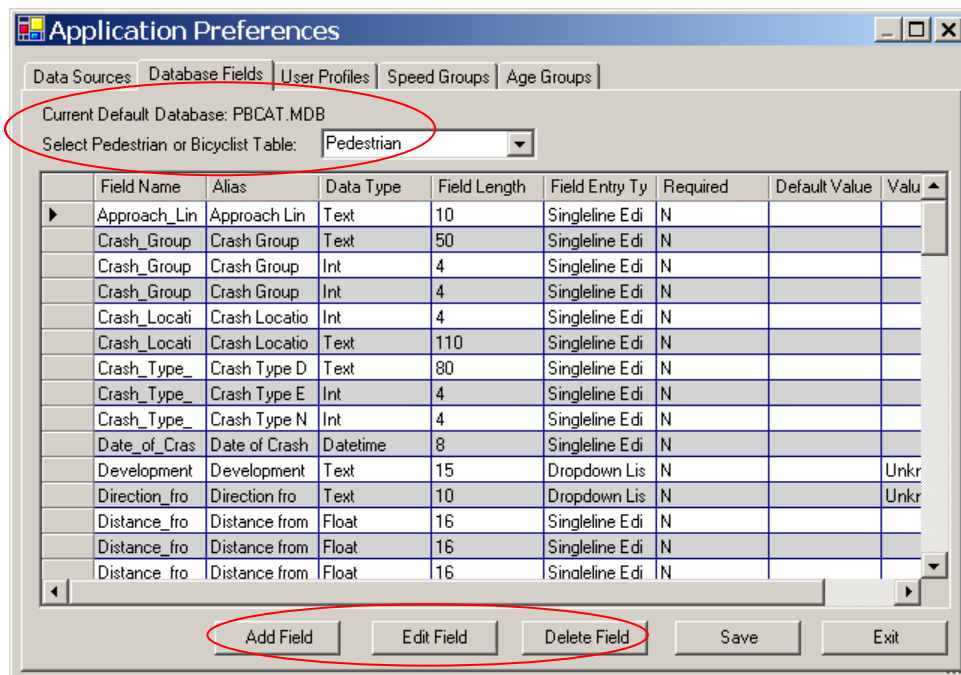 Application Preferences
Data Sources Database Fields User Profiles Speed Groups Age Groups
Current Default Database: PBCAT.MDB
Select Pedestrian or Bicyclist Table: Pedestrian
Field Name Alias Data Type Field Length Field Entry Ty Required Default Value Valu
Approach_Lin Approach Lin Text 10 Singleline Edi N
Crash_Group Crash Group Text 50 Singleline Edi N
Crash_Group Crash Group Int 4 Singleline Edi N
Crash_Group Crash Group Int 4 Singleline Edi N
Crash_Locati Crash Locatio Int 4 Singleline Edi N
Crash_Locati Crash Locatio Text 110 Singleline Edi N
Crash_Type_ Crash Type D Text 80 Singleline Edi N
Crash_Type_ Crash Type E Int 4 Singleline Edi N
Crash_Type_ Crash Type N Int 4 Singleline Edi N
Date_of_Cras Date of Crash Datetime 8 Singleline Edi N
Development Development Text 15 Dropdown Lis N Unkr
Direction_fro Direction fro Text 10 Dropdown Lis N Unkr
Distance_fro Distance from Float 16 Singleline Edi N
Distance_fro Distance from Float 16 Singleline Edi N
Distance_fro Distance from Float 16 Singleline Edi N
Add Field Edit Field Delete Field Save Exit